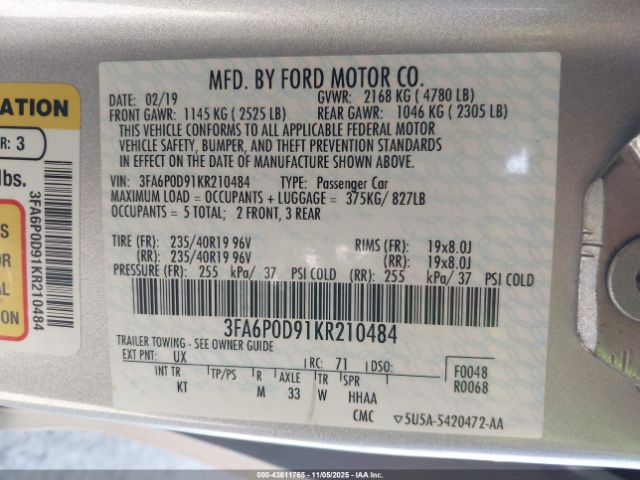 ATION
R: 3
lbs.
3FA6P0D91KR210484
S
OR
AL
TION
MFD. BY FORD MOTOR CO.
DATE: 02/19 GVWR: 2168 KG ( 4780 LB)
FRONT GAWR: 1145 KG ( 2525 LB) REAR GAWR: 1046 KG ( 2305 LB)
THIS VEHICLE CONFORMS TO ALL APPLICABLE FEDERAL MOTOR
VEHICLE SAFETY, BUMPER, AND THEFT PREVENTION STANDARDS
IN EFFECT ON THE DATE OF MANUFACTURE SHOWN ABOVE.
VIN: 3FA6P0D91KR210484 TYPE: Passenger Car
MAXIMUM LOAD = OCCUPANTS + LUGGAGE = 375KG/ 827LB
OCCUPANTS = 5 TOTAL; 2 FRONT, 3 REAR
TIRE (FR): 235/40R19 96V RIMS (FR): 19x8.0J
(RR): 235/40R19 96V (RR): 19x8.0J
PRESSURE (FR): 255 kPa/ 37 PSI COLD (RR): 255 kPa/ 37 PSI COLD
3FA6P0D91KR210484
TRAILER TOWING - SEE OWNER GUIDE
EXT PNT: UX RC: 71 DSO: F0048
INT TR TP/PS R AXLE TR SPR R0068
KT M 33 W HHAA
CMC ▽5U5A-5420472-AA
00-43611765 - 11/05/2025 - IAAI Inc.